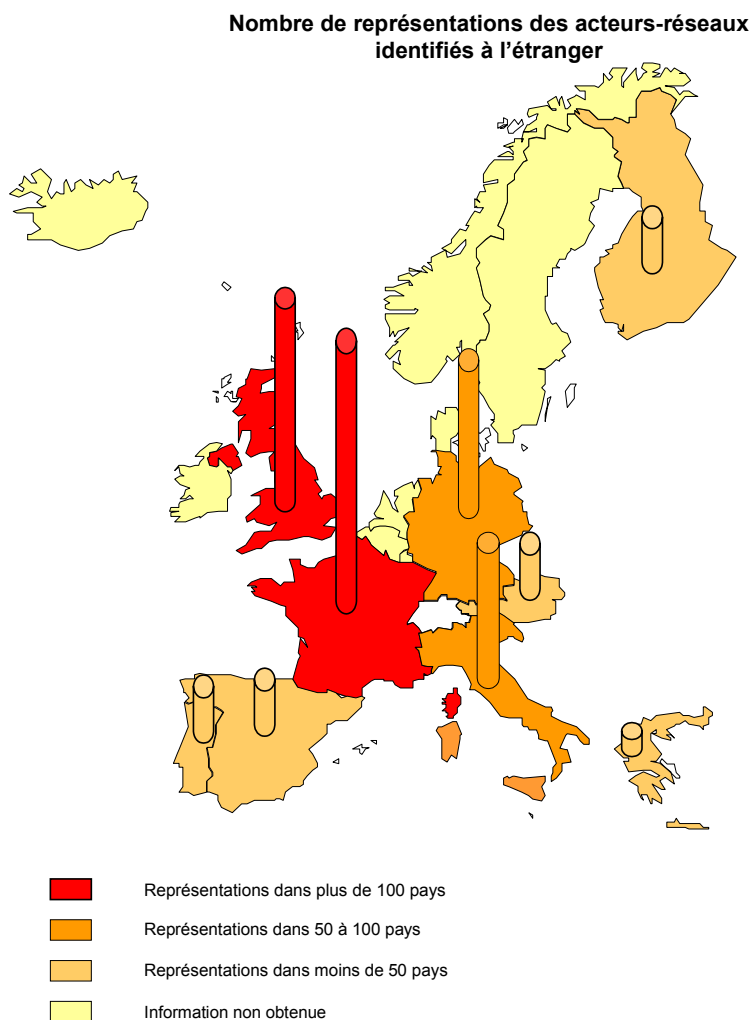 Nombre de représentations des acteurs-réseaux
identifiés à l’étranger
Représentations dans plus de 100 pays
Représentations dans 50 à 100 pays
Représentations dans moins de 50 pays
Information non obtenue